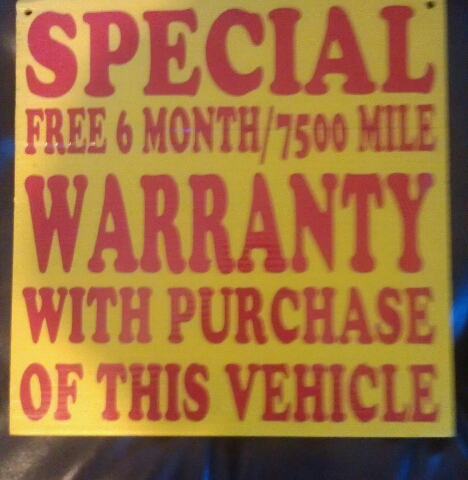 SPECIAL
FREE 6 MONTH/7500 MILE
WARRANTY
WITH PURCHASE
OF THIS VEHICLE